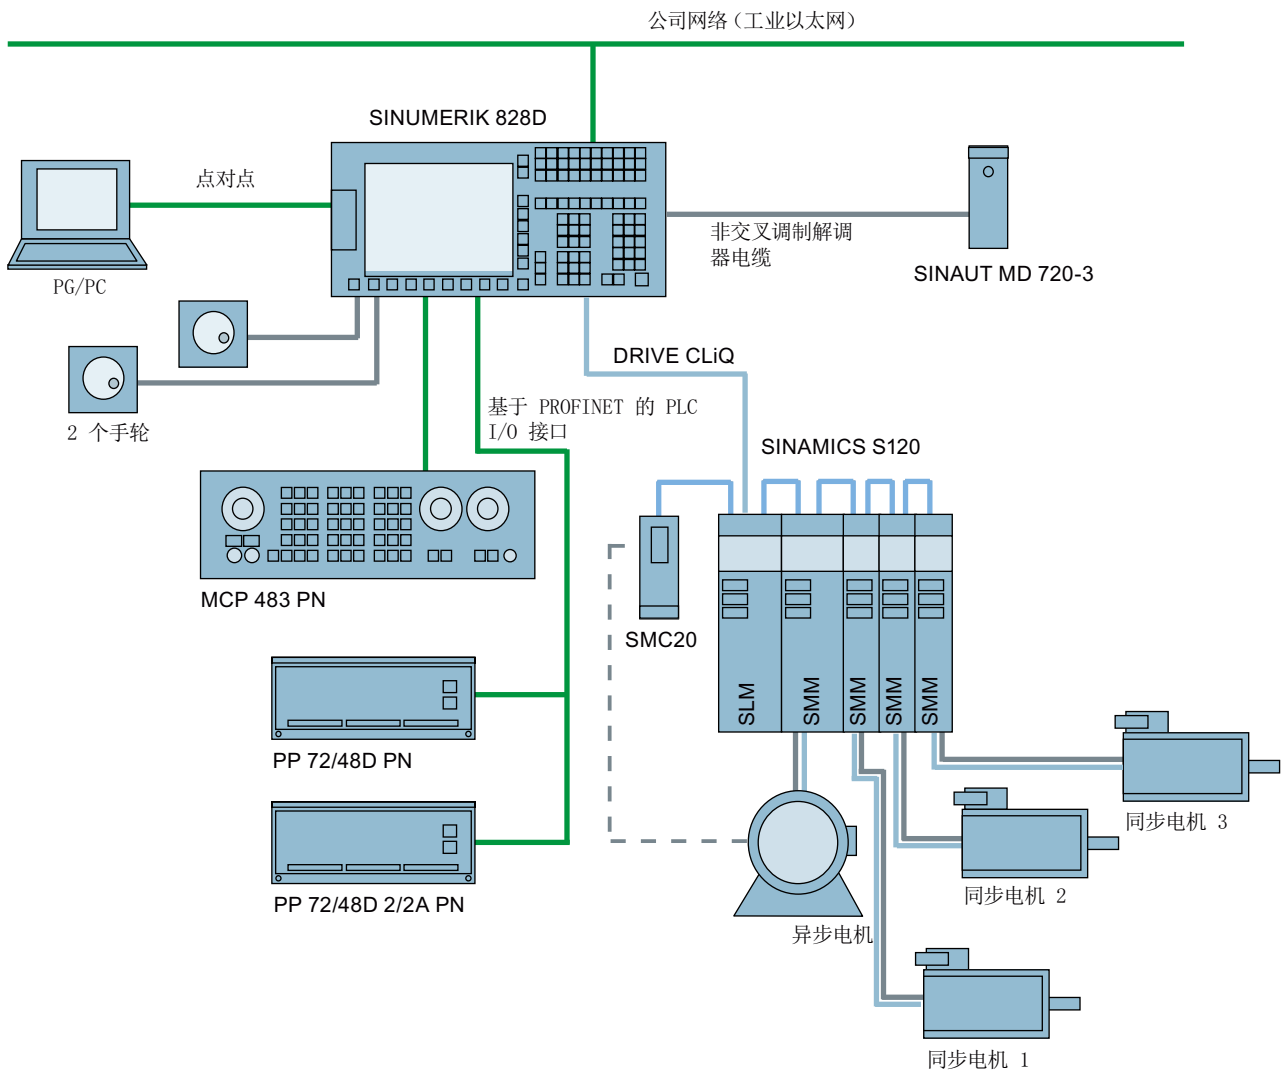 公司网络（工业以太网）
SINUMERIK 828D
点对点
PG/PC
非交叉调制解调
器电缆
SINAUT MD 720-3
2 个手轮
DRIVE CLiQ
基于 PROFINET 的 PLC
I/O 接口
SINAMICS S120
MCP 483 PN
SMC20
SLM
SMM
SMM
SMM
SMM
PP 72/48D PN
PP 72/48D 2/2A PN
同步电机 3
同步电机 2
异步电机
同步电机 1